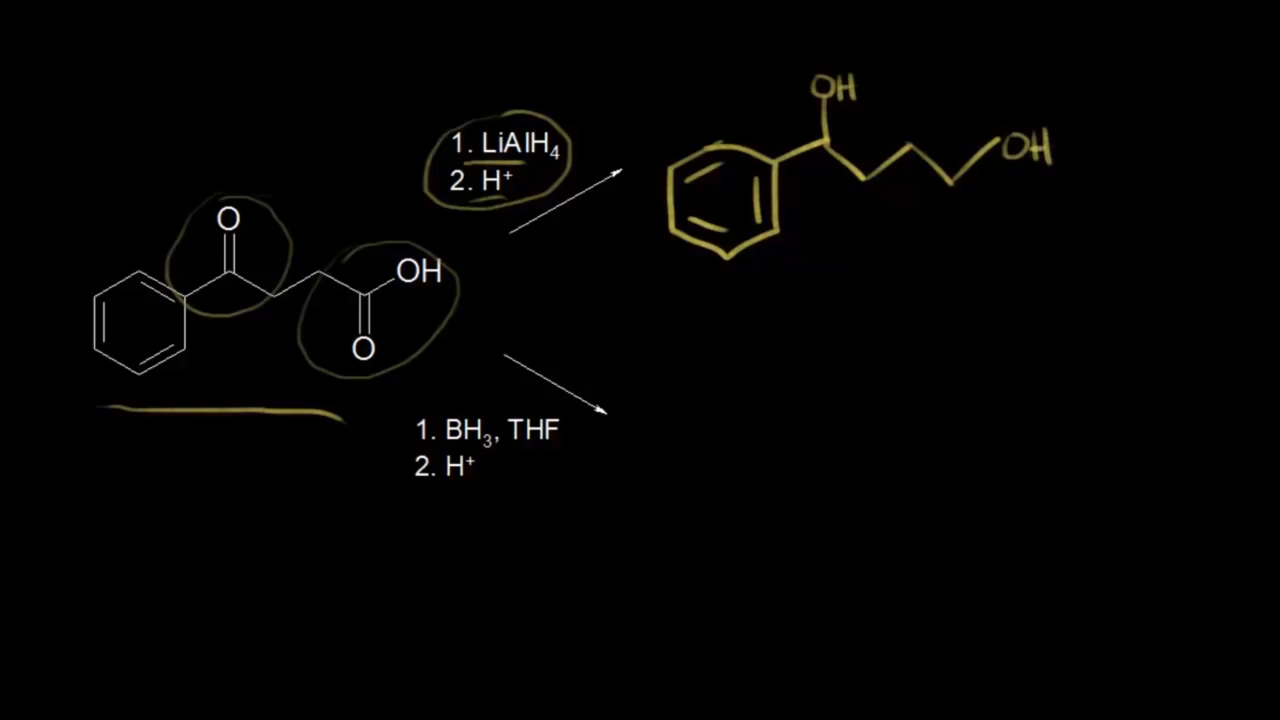 OH
OH
1. LiAlH₄
2. H⁺
O
OH
O
1. BH₃, THF
2. H⁺